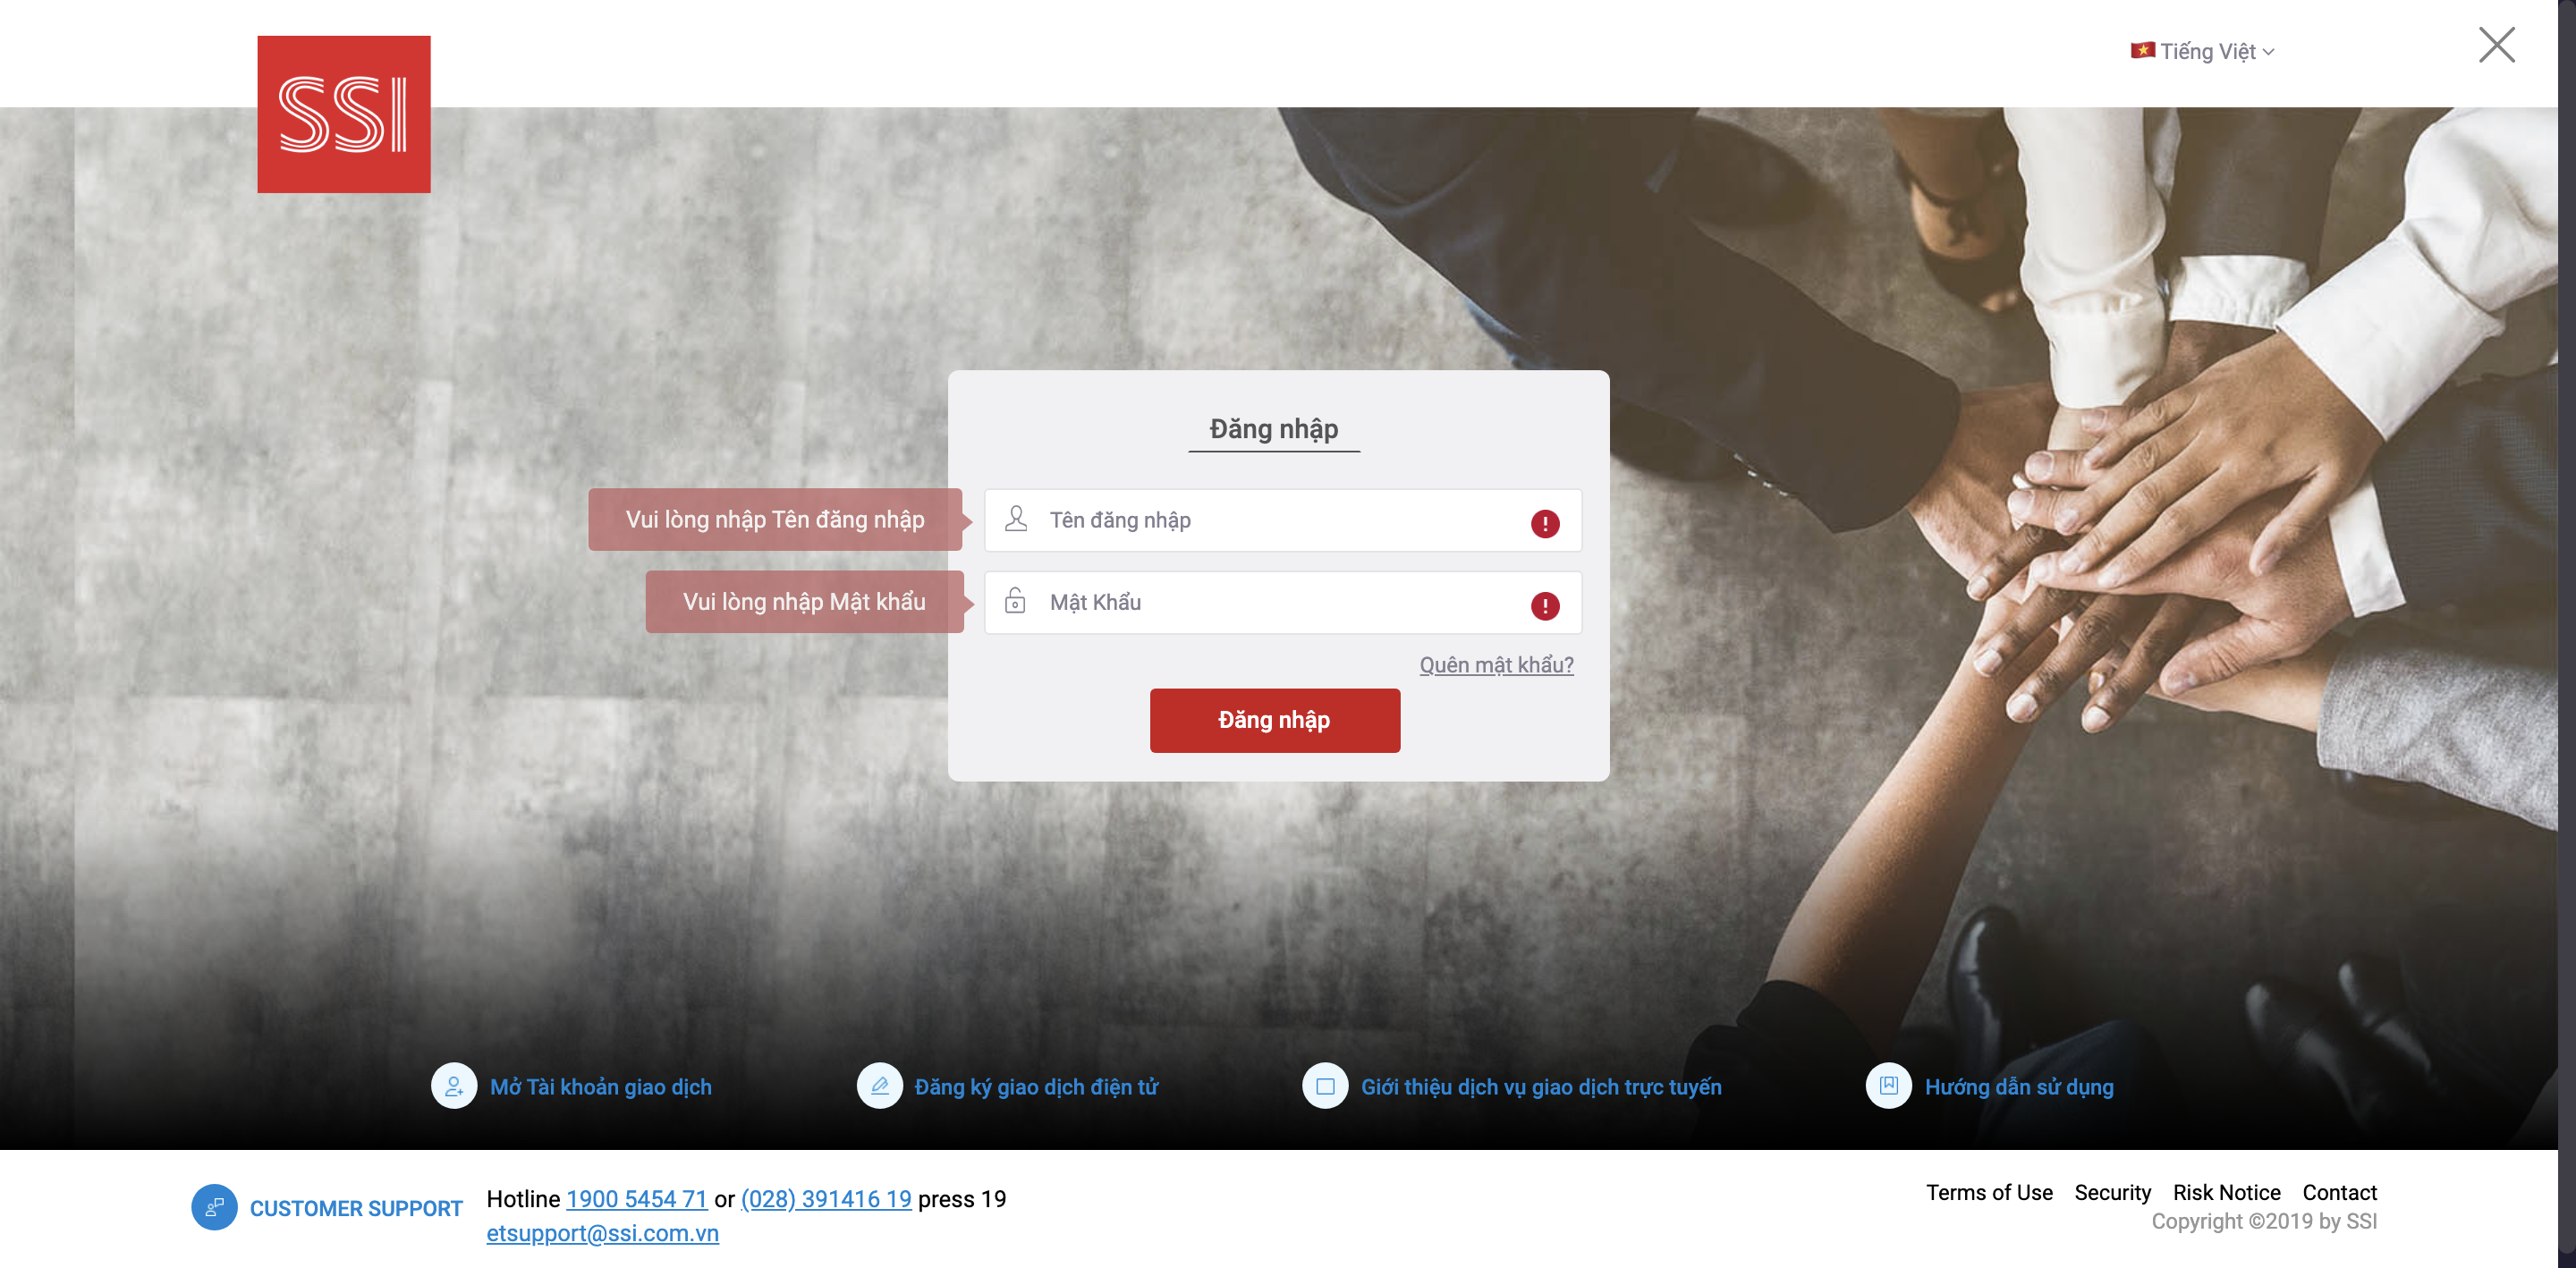 SSI
Tiếng Việt
Đăng nhập
Vui lòng nhập Tên đăng nhập
Tên đăng nhập
Vui lòng nhập Mật khẩu
Mật Khẩu
Quên mật khẩu?
Đăng nhập
Mở Tài khoản giao dịch
Đăng ký giao dịch điện tử
Giới thiệu dịch vụ giao dịch trực tuyến
Hướng dẫn sử dụng
CUSTOMER SUPPORT
Hotline 1900 5454 71 or (028) 391416 19 press 19
etsupport@ssi.com.vn
Terms of Use Security Risk Notice Contact
Copyright ©2019 by SSI